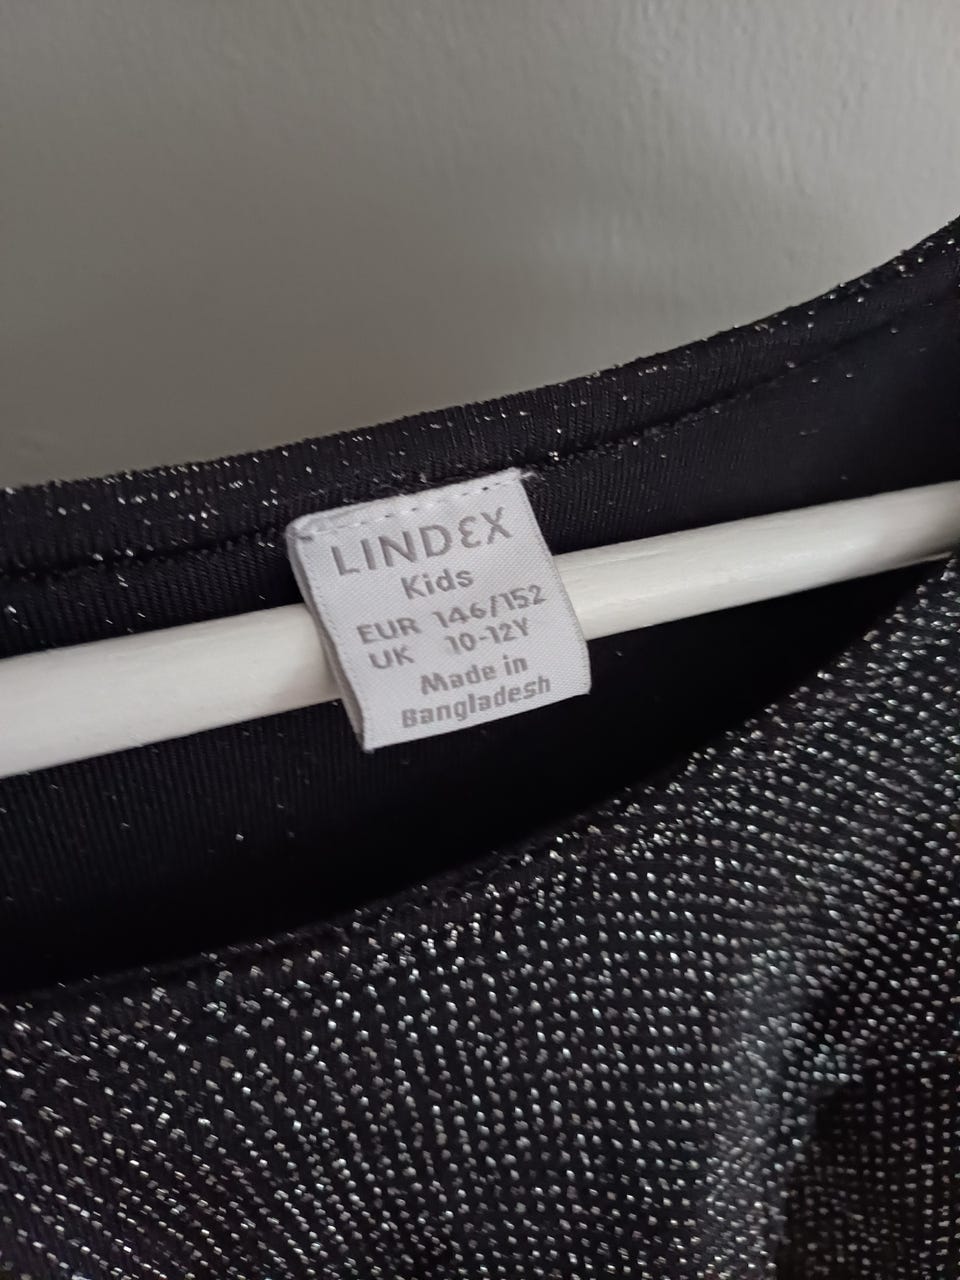 LINDEX
Kids
EUR 146/152
UK 10-12Y
Made in
Bangladesh